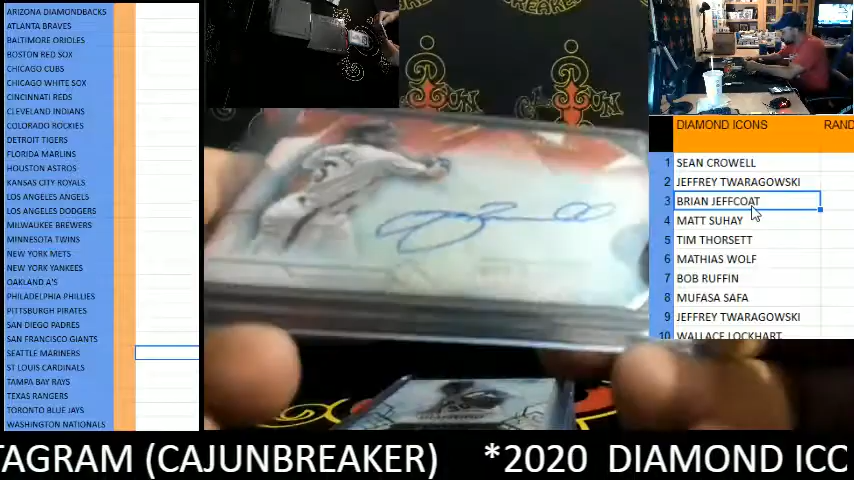 ARIZONA DIAMONDBACKS
ATLANTA BRAVES
BALTIMORE ORIOLES
BOSTON RED SOX
CHICAGO CUBS
CHICAGO WHITE SOX
CINCINNATI REDS
CLEVELAND INDIANS
COLORADO ROCKIES
DETROIT TIGERS
FLORIDA MARLINS
HOUSTON ASTROS
KANSAS CITY ROYALS
LOS ANGELES ANGELS
LOS ANGELES DODGERS
MILWAUKEE BREWERS
MINNESOTA TWINS
NEW YORK METS
NEW YORK YANKEES
OAKLAND A'S
PHILADELPHIA PHILLIES
PITTSBURGH PIRATES
SAN DIEGO PADRES
SAN FRANCISCO GIANTS
SEATTLE MARINERS
ST LOUIS CARDINALS
TAMPA BAY RAYS
TEXAS RANGERS
TORONTO BLUE JAYS
WASHINGTON NATIONALS
DIAMOND ICONS RAND
1 SEAN CROWELL
2 JEFFREY TWARAGOWSKI
3 BRIAN JEFFCOAT
4 MATT SUHAY
5 TIM THORSETT
6 MATHIAS WOLF
7 BOB RUFFIN
8 MUFASA SAFA
9 JEFFREY TWARAGOWSKI
10 WALLACE LOCKHART
TAGRAM (CAJUNBREAKER) *2020 DIAMOND ICC